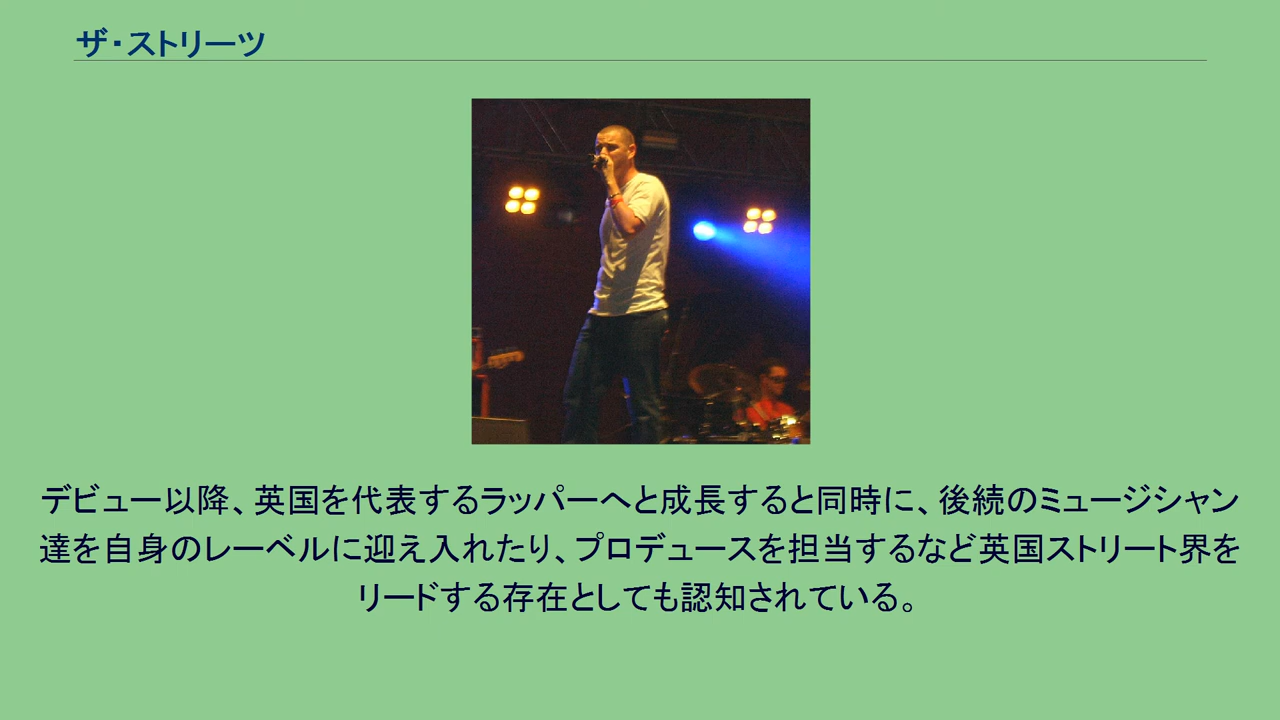 ザ・ストリーツ
デビュー以降、英国を代表するラッパーへと成長すると同時に、後続のミュージシャン
達を自身のレーベルに迎え入れたり、プロデュースを担当するなど英国ストリート界を
リードする存在としても認知されている。